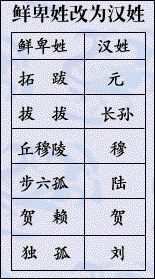 鲜卑姓改为汉姓
鲜卑姓 汉姓
拓 跋 元
拔 拔 长孙
丘穆陵 穆
步六孤 陆
贺 赖 贺
独 孤 刘